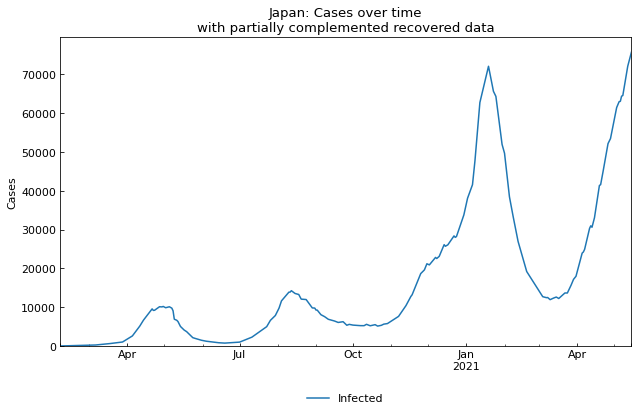 Japan: Cases over time
with partially complemented recovered data
Cases
70000
60000
50000
40000
30000
20000
10000
0
Apr
Jul
Oct
Jan
2021
Apr
Infected